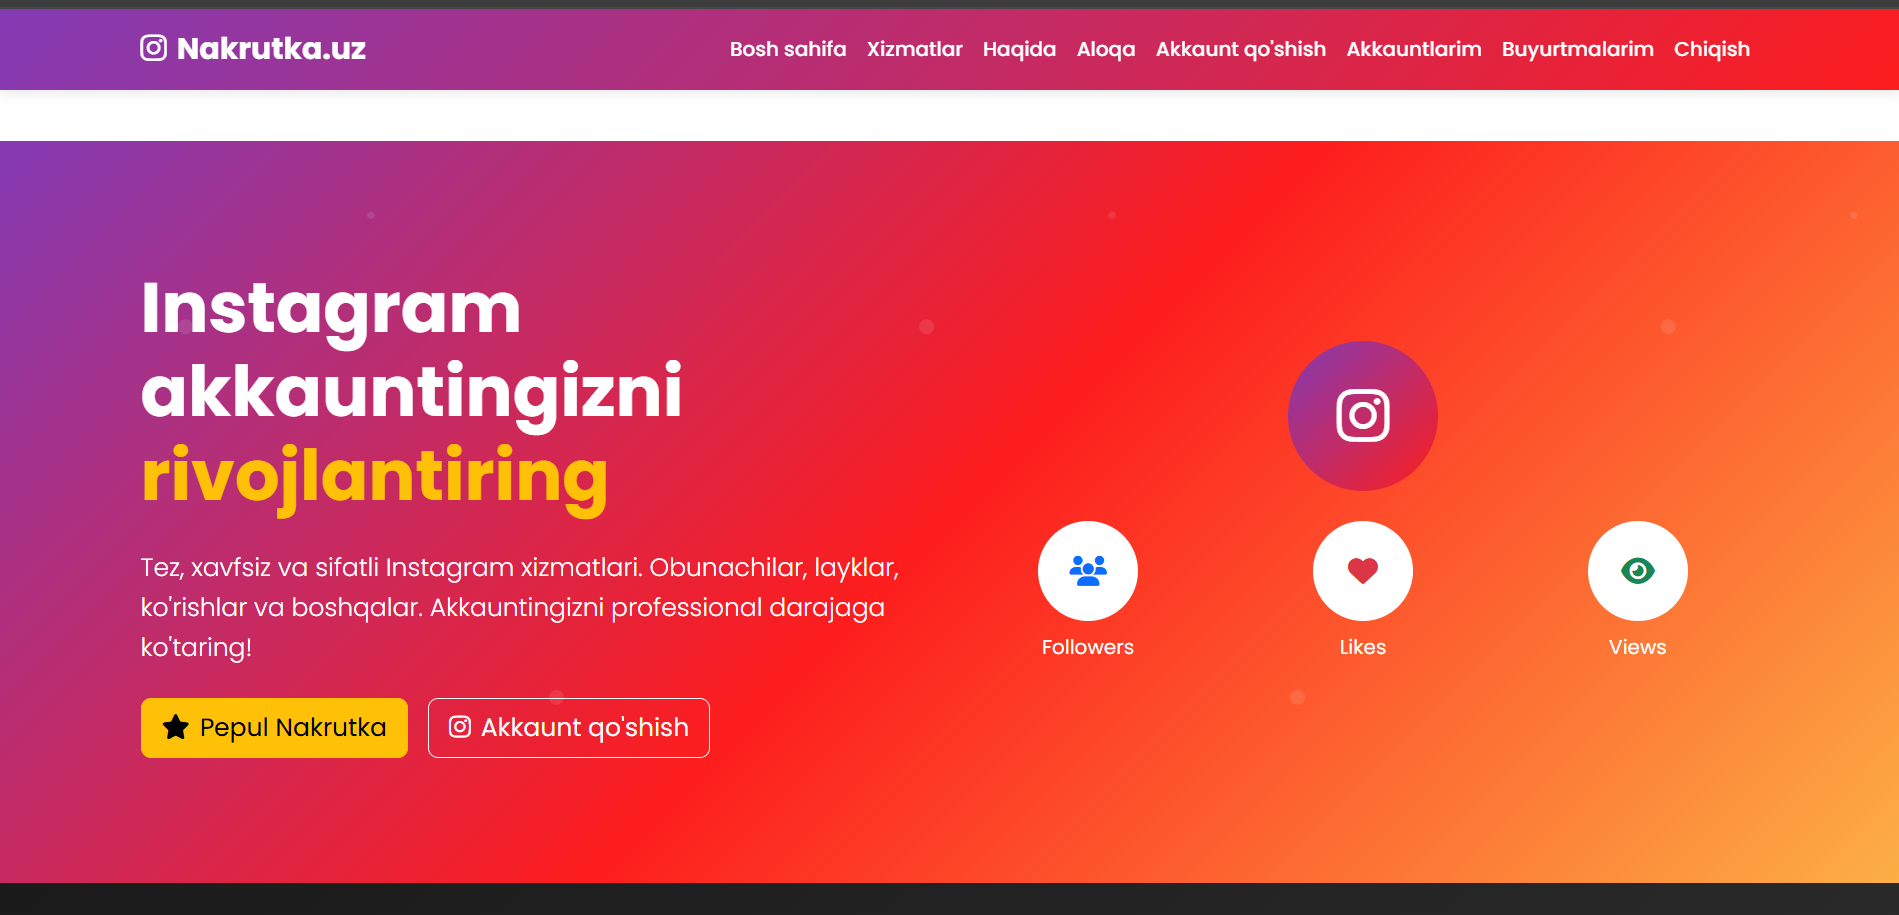 Nakrutka.uz
Bosh sahifa Xizmatlar Haqida Aloqa Akkaunt qo'shish Akkauntlarim Buyurtmalarim Chiqish
Instagram
akkauntingizni
rivojlantiring
Tez, xavfsiz va sifatli Instagram xizmatlari. Obunachilar, layklar,
ko'rishlar va boshqalar. Akkauntingizni professional darajaga
ko'taring!
Pepul Nakrutka
Akkaunt qo'shish
Followers
Likes
Views